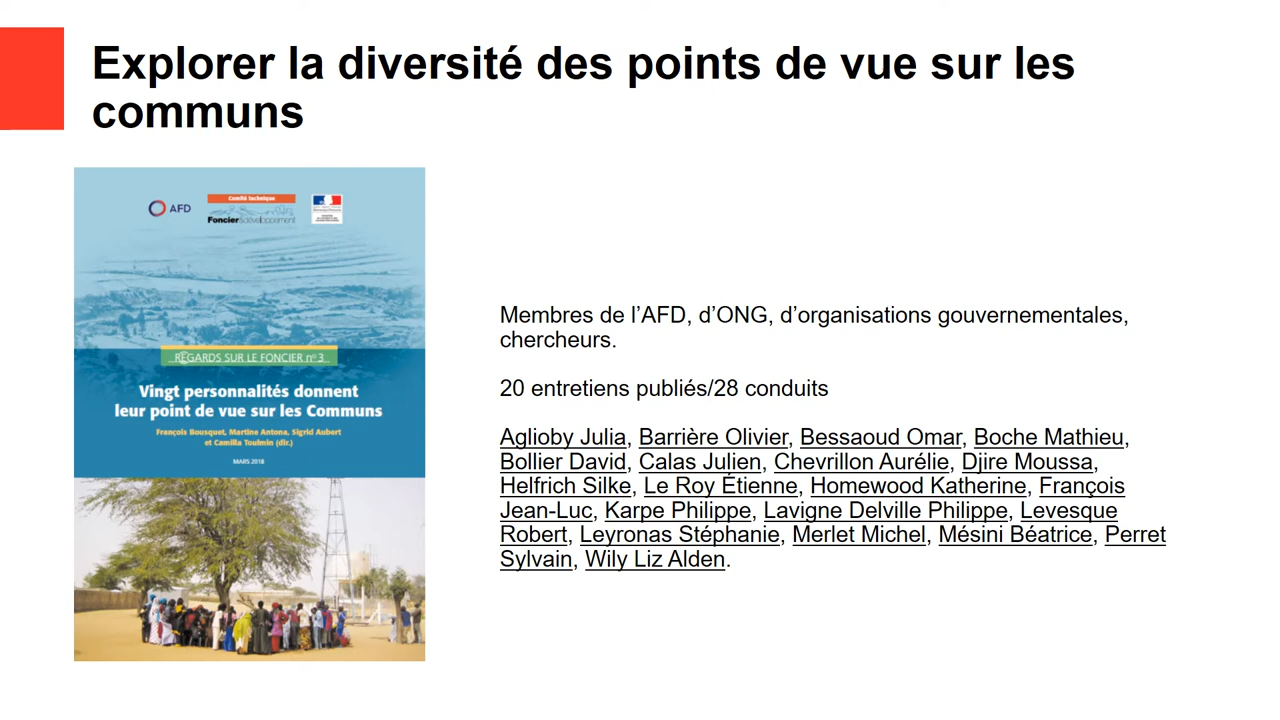 Explorer la diversité des points de vue sur les
communs
AFD
Comité technique
Foncier&développement
REGARDS SUR LE FONCIER nº 3
Vingt personnalités donnent
leur point de vue sur les Communs
François Bousquet, Martine Antona, Sigrid Aubert
et Camilla Toulmin (dir.)
MARS 2018
Membres de l’AFD, d’ONG, d’organisations gouvernementales,
chercheurs.
20 entretiens publiés/28 conduits
Aglioby Julia, Barrière Olivier, Bessaoud Omar, Boche Mathieu,
Bollier David, Calas Julien, Chevrillon Aurélie, Djire Moussa,
Helfrich Silke, Le Roy Étienne, Homewood Katherine, François
Jean-Luc, Karpe Philippe, Lavigne Delville Philippe, Levesque
Robert, Leyronas Stéphanie, Merlet Michel, Mésini Béatrice, Perret
Sylvain, Wily Liz Alden.